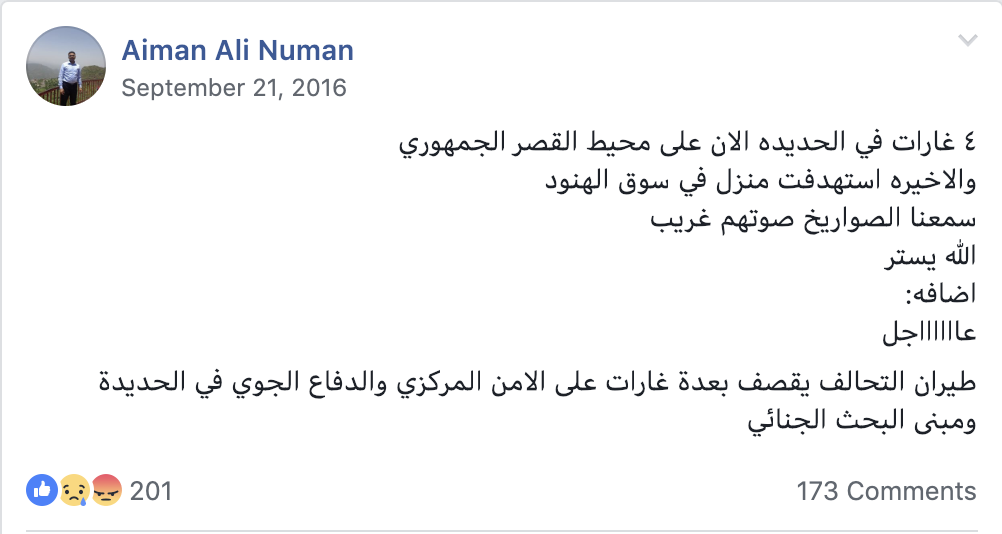 Aiman Ali Numan
September 21, 2016
٤ غارات في الحديده الان على محيط القصر الجمهوري
والاخيره استهدفت منزل في سوق الهنود
سمعنا الصواريخ صوتهم غريب
الله يستر
اضافه:
عااااااجل
طيران التحالف يقصف بعدة غارات على الامن المركزي والدفاع الجوي في الحديدة
ومبنى البحث الجنائي
201
173 Comments